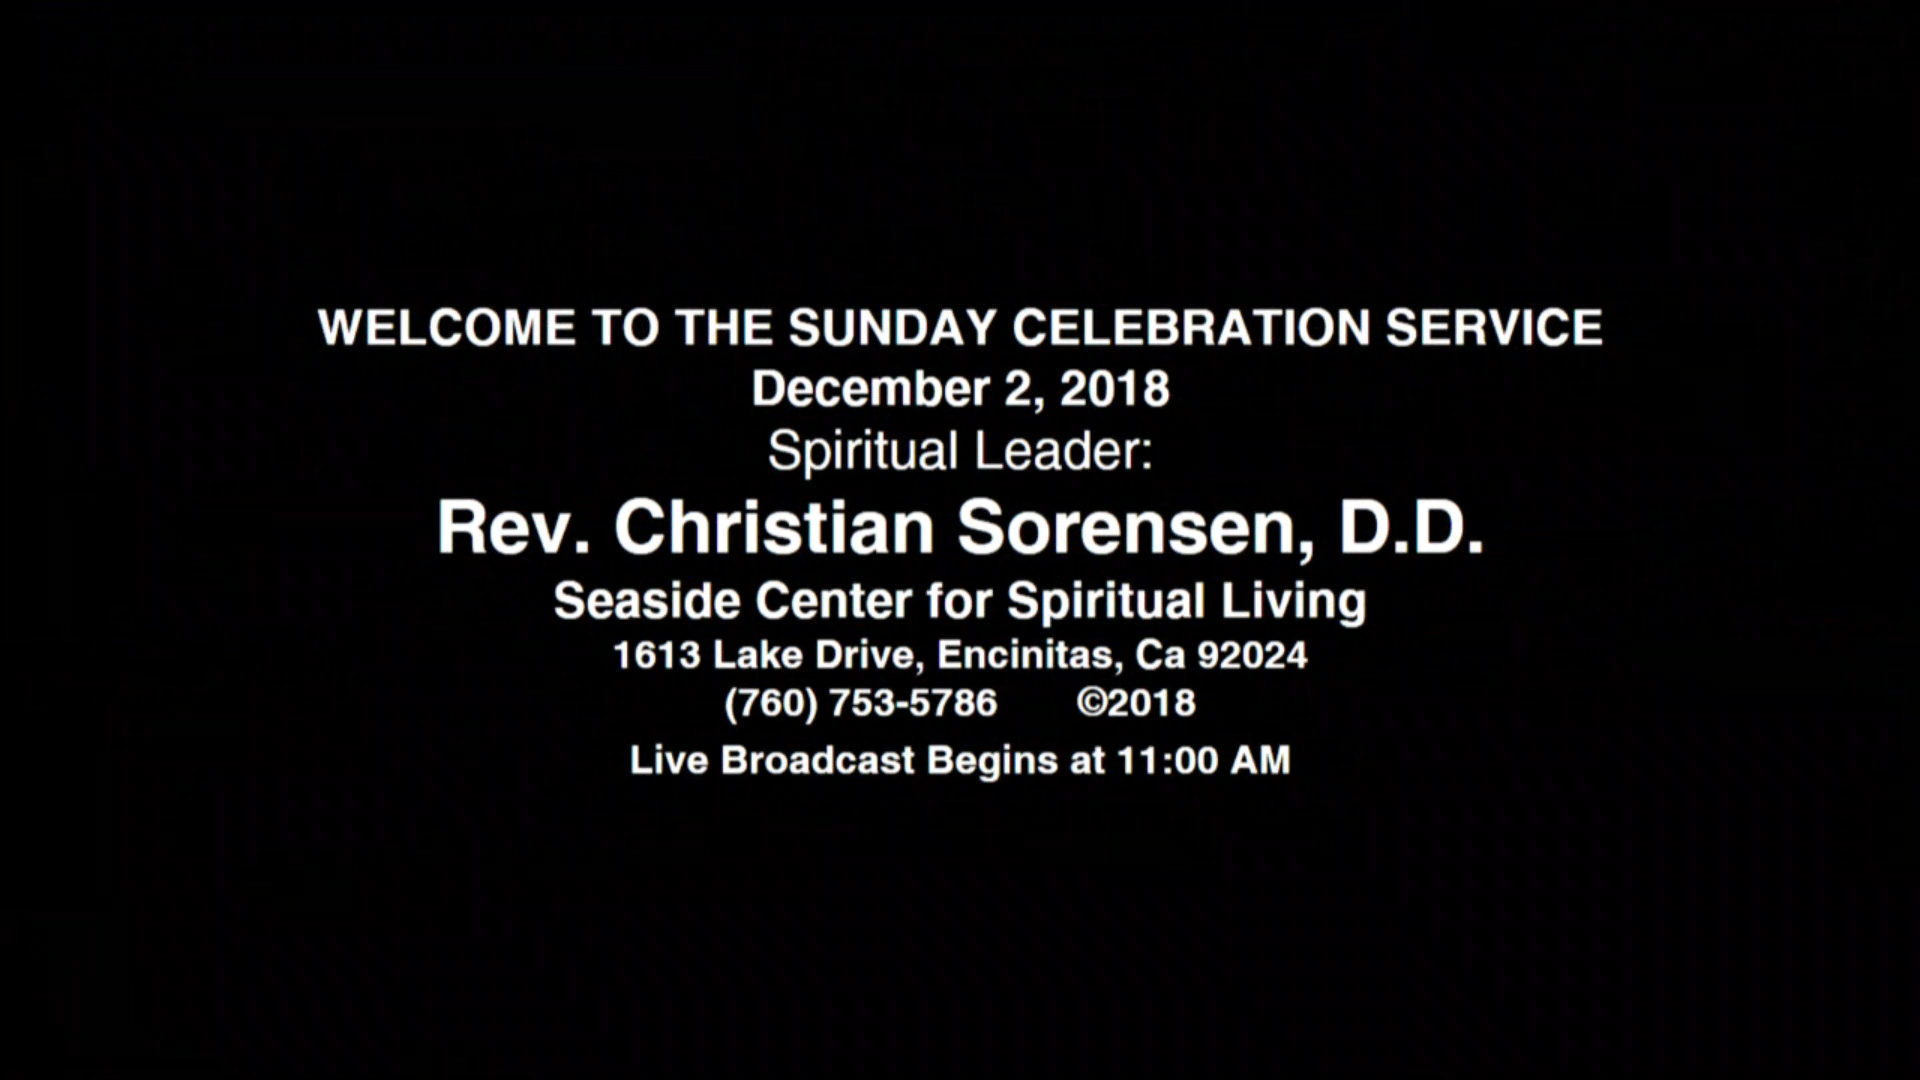 WELCOME TO THE SUNDAY CELEBRATION SERVICE
December 2, 2018
Spiritual Leader:
Rev. Christian Sorensen, D.D.
Seaside Center for Spiritual Living
1613 Lake Drive, Encinitas, Ca 92024
(760) 753-5786 ©2018
Live Broadcast Begins at 11:00 AM